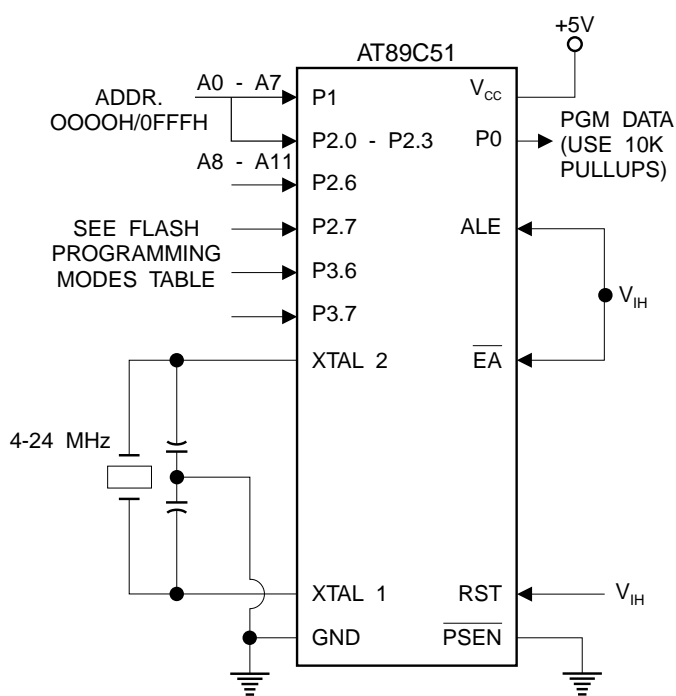 +5V
AT89C51
A0 - A7
ADDR.
OOOOH/0FFFH
P1
VCC
P2.0 - P2.3
P0
PGM DATA
(USE 10K
PULLUPS)
A8 - A11
P2.6
SEE FLASH
PROGRAMMING
MODES TABLE
P2.7
ALE
P3.6
P3.7
VIH
XTAL 2
EA
4-24 MHz
XTAL 1
RST
VIH
GND
PSEN